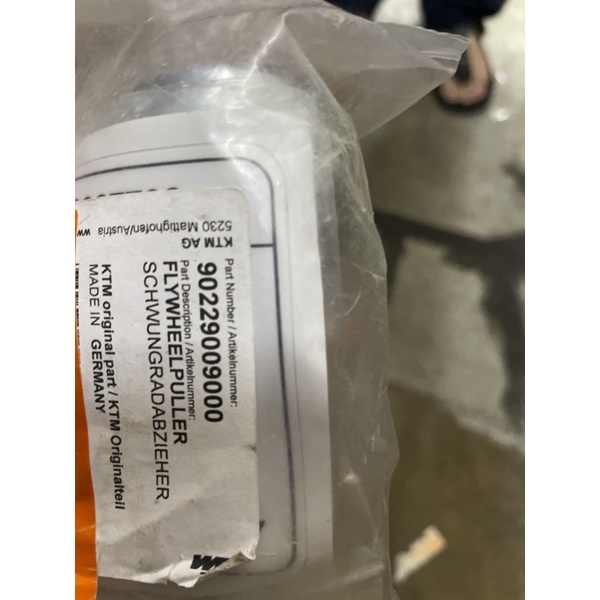 KTM AG
5230 Mattighofen/Austria
Part Number / Artikelnummer:
90229009000
Part Description / Artikelnummer:
FLYWHEELPULLER
SCHWUNGRADABZIEHER
KTM original part / KTM Originalteil
MADE IN GERMANY